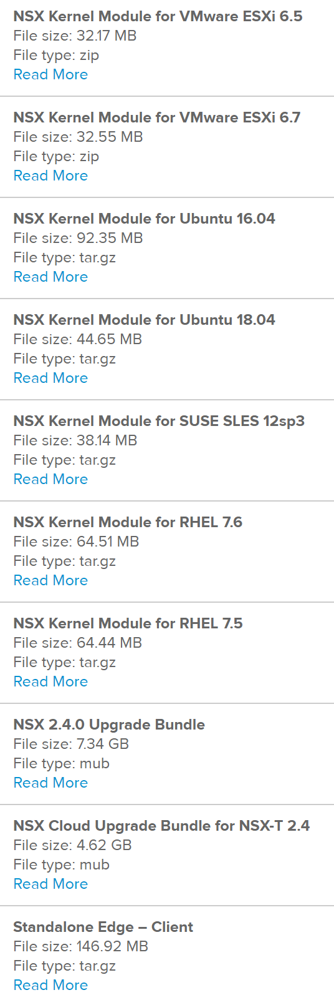 NSX Kernel Module for VMware ESXi 6.5
File size: 32.17 MB
File type: zip
Read More
NSX Kernel Module for VMware ESXi 6.7
File size: 32.55 MB
File type: zip
Read More
NSX Kernel Module for Ubuntu 16.04
File size: 92.35 MB
File type: tar.gz
Read More
NSX Kernel Module for Ubuntu 18.04
File size: 44.65 MB
File type: tar.gz
Read More
NSX Kernel Module for SUSE SLES 12sp3
File size: 38.14 MB
File type: tar.gz
Read More
NSX Kernel Module for RHEL 7.6
File size: 64.51 MB
File type: tar.gz
Read More
NSX Kernel Module for RHEL 7.5
File size: 64.44 MB
File type: tar.gz
Read More
NSX 2.4.0 Upgrade Bundle
File size: 7.34 GB
File type: mub
Read More
NSX Cloud Upgrade Bundle for NSX-T 2.4
File size: 4.62 GB
File type: mub
Read More
Standalone Edge – Client
File size: 146.92 MB
File type: tar.gz
Read More